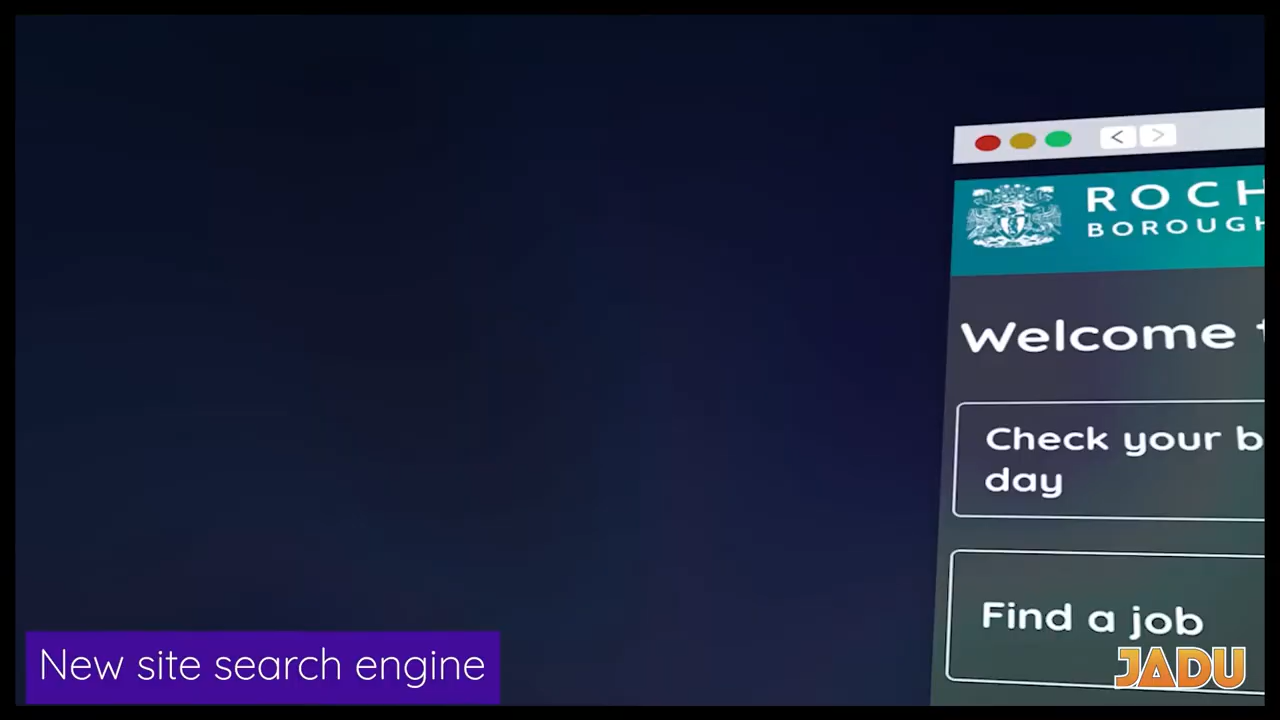 ROCH
BOROUGH
Welcome
Check your b
day
Find a job
New site search engine
JADU